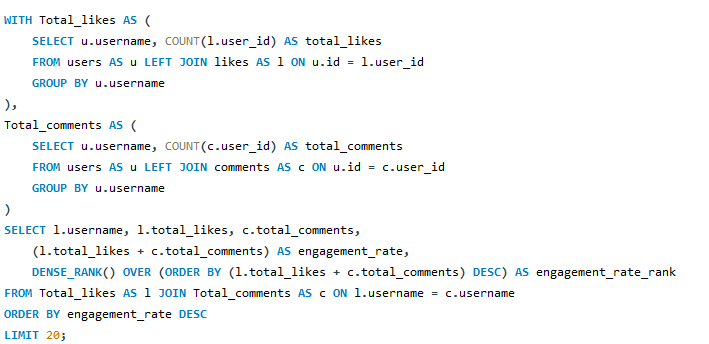 WITH Total_likes AS (
SELECT u.username, COUNT(l.user_id) AS total_likes
FROM users AS u LEFT JOIN likes AS l ON u.id = l.user_id
GROUP BY u.username
),
Total_comments AS (
SELECT u.username, COUNT(c.user_id) AS total_comments
FROM users AS u LEFT JOIN comments AS c ON u.id = c.user_id
GROUP BY u.username
)
SELECT l.username, l.total_likes, c.total_comments,
(l.total_likes + c.total_comments) AS engagement_rate,
DENSE_RANK() OVER (ORDER BY (l.total_likes + c.total_comments) DESC) AS engagement_rate_rank
FROM Total_likes AS l JOIN Total_comments AS c ON l.username = c.username
ORDER BY engagement_rate DESC
LIMIT 20;